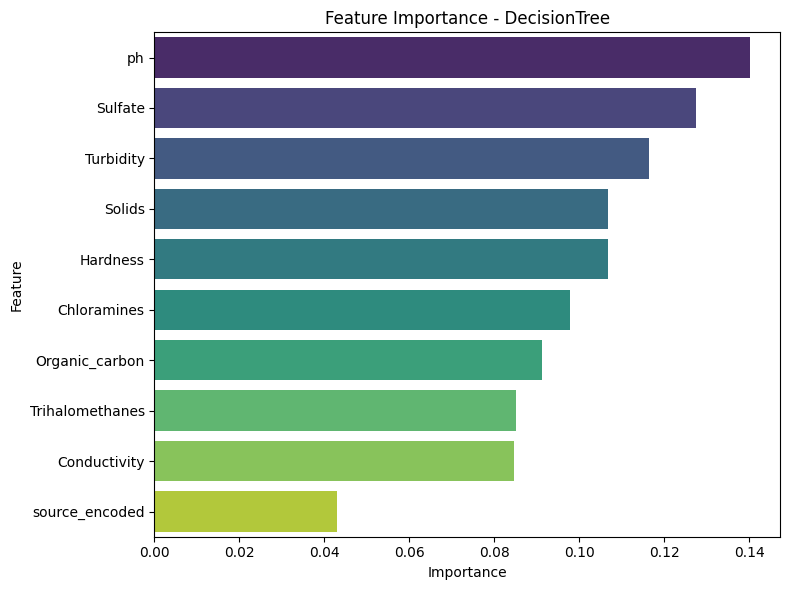 Feature Importance - DecisionTree
Feature
ph
Sulfate
Turbidity
Solids
Hardness
Chloramines
Organic_carbon
Trihalomethanes
Conductivity
source_encoded
0.00 0.02 0.04 0.06 0.08 0.10 0.12 0.14
Importance